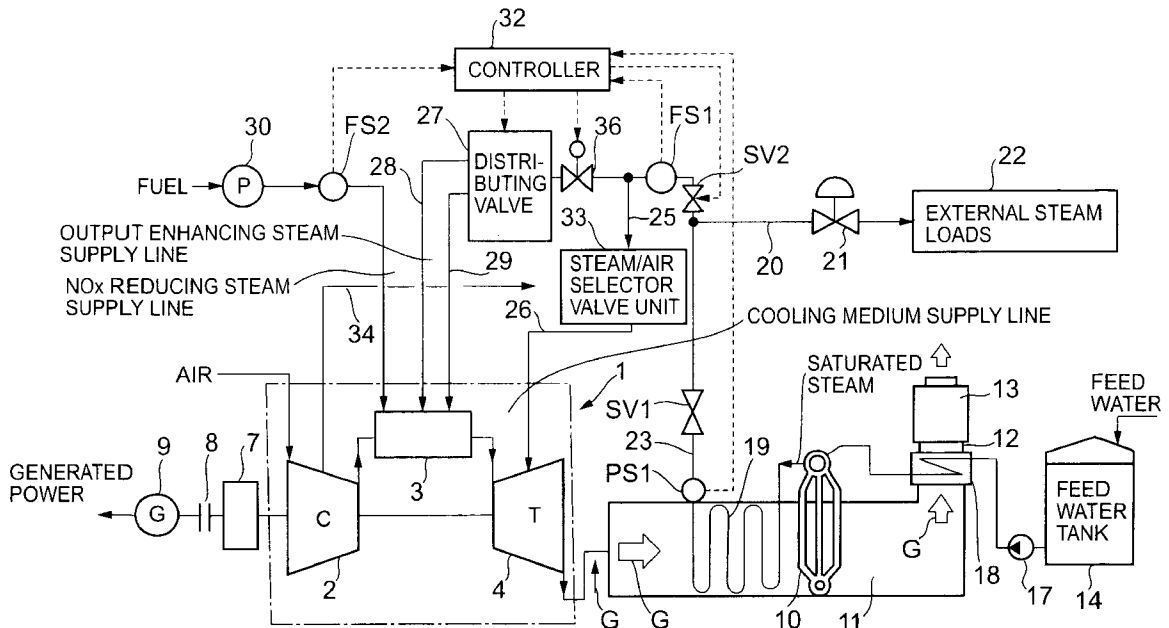 32
CONTROLLER
30
FS2
27
36
FS1
SV2
22
FUEL
P
28
DISTRI-
BUTING
VALVE
25
EXTERNAL STEAM
LOADS
33
20
21
OUTPUT ENHANCING STEAM
SUPPLY LINE
29
STEAM/AIR
SELECTOR
VALVE UNIT
NOx REDUCING STEAM
SUPPLY LINE
34
26
COOLING MEDIUM SUPPLY LINE
AIR
1
SATURATED
STEAM
13
FEED
WATER
SV1
12
9
8
7
3
23
19
GENERATED
POWER
PS1
G
C
T
G
FEED
WATER
TANK
2
4
G
G
10
11
18
17
14